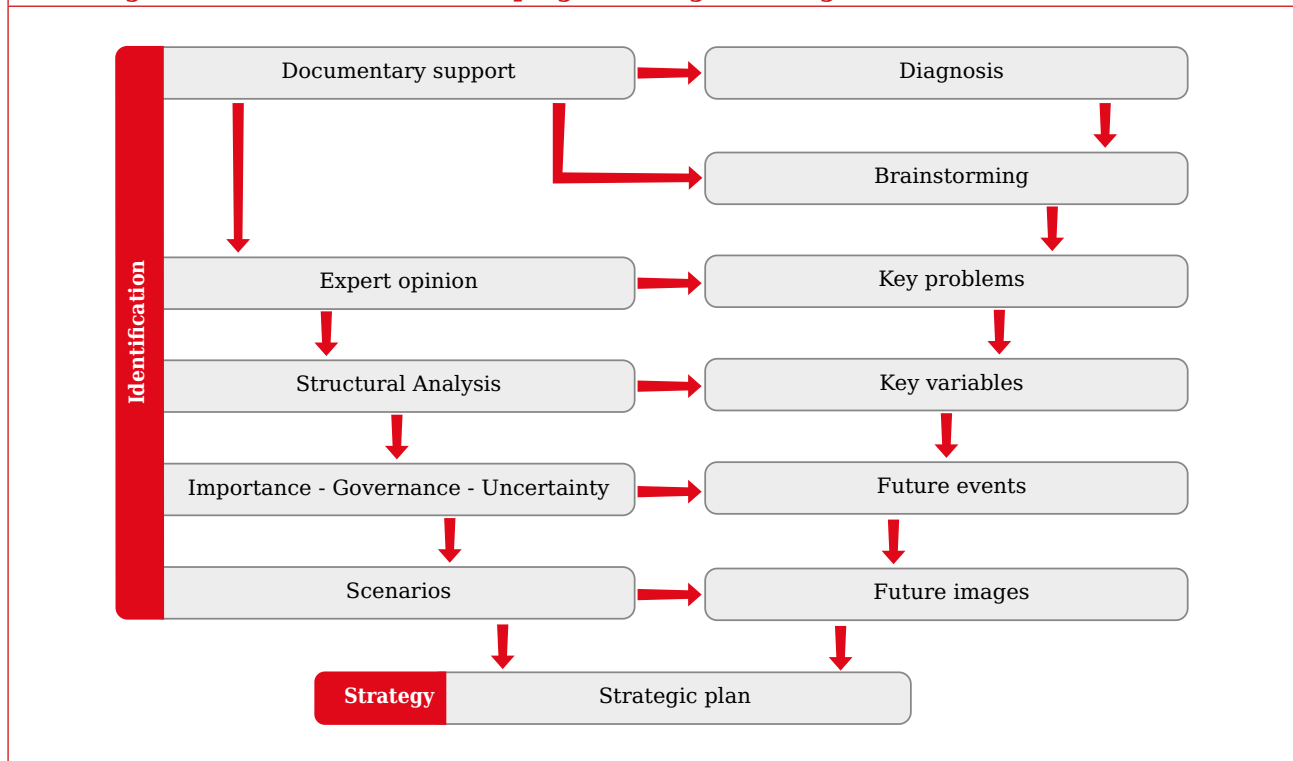 Documentary support
Diagnosis
Brainstorming
Identification
Expert opinion
Key problems
Structural Analysis
Key variables
Importance - Governance - Uncertainty
Future events
Scenarios
Future images
Strategy
Strategic plan